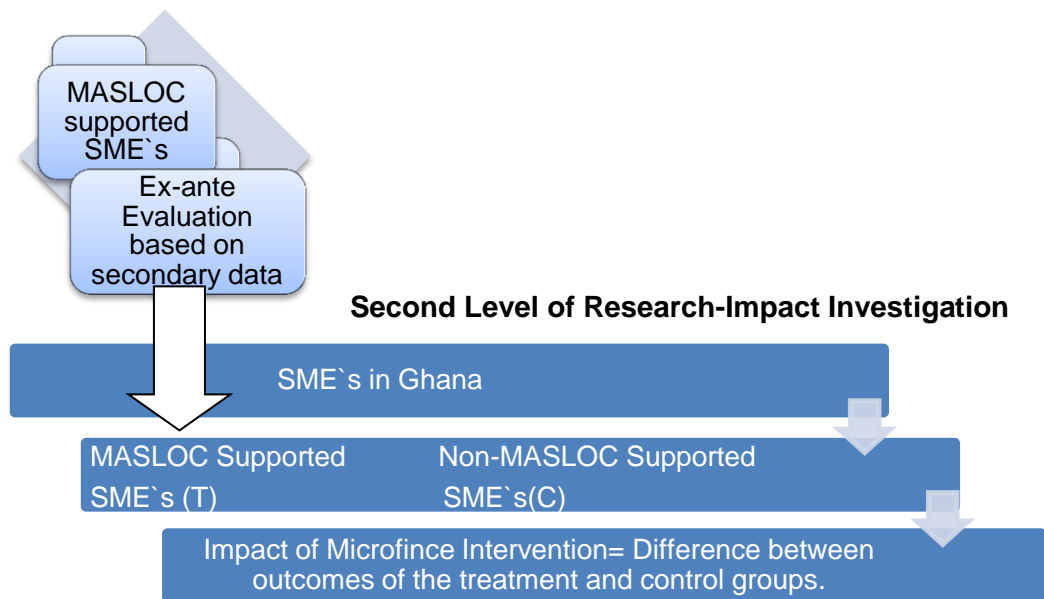 MASLOC
supported
SME`s
Ex-ante
Evaluation
based on
secondary data
Second Level of Research-Impact Investigation
SME`s in Ghana
MASLOC Supported Non-MASLOC Supported
SME`s (T) SME`s(C)
Impact of Microfince Intervention= Difference between
outcomes of the treatment and control groups.